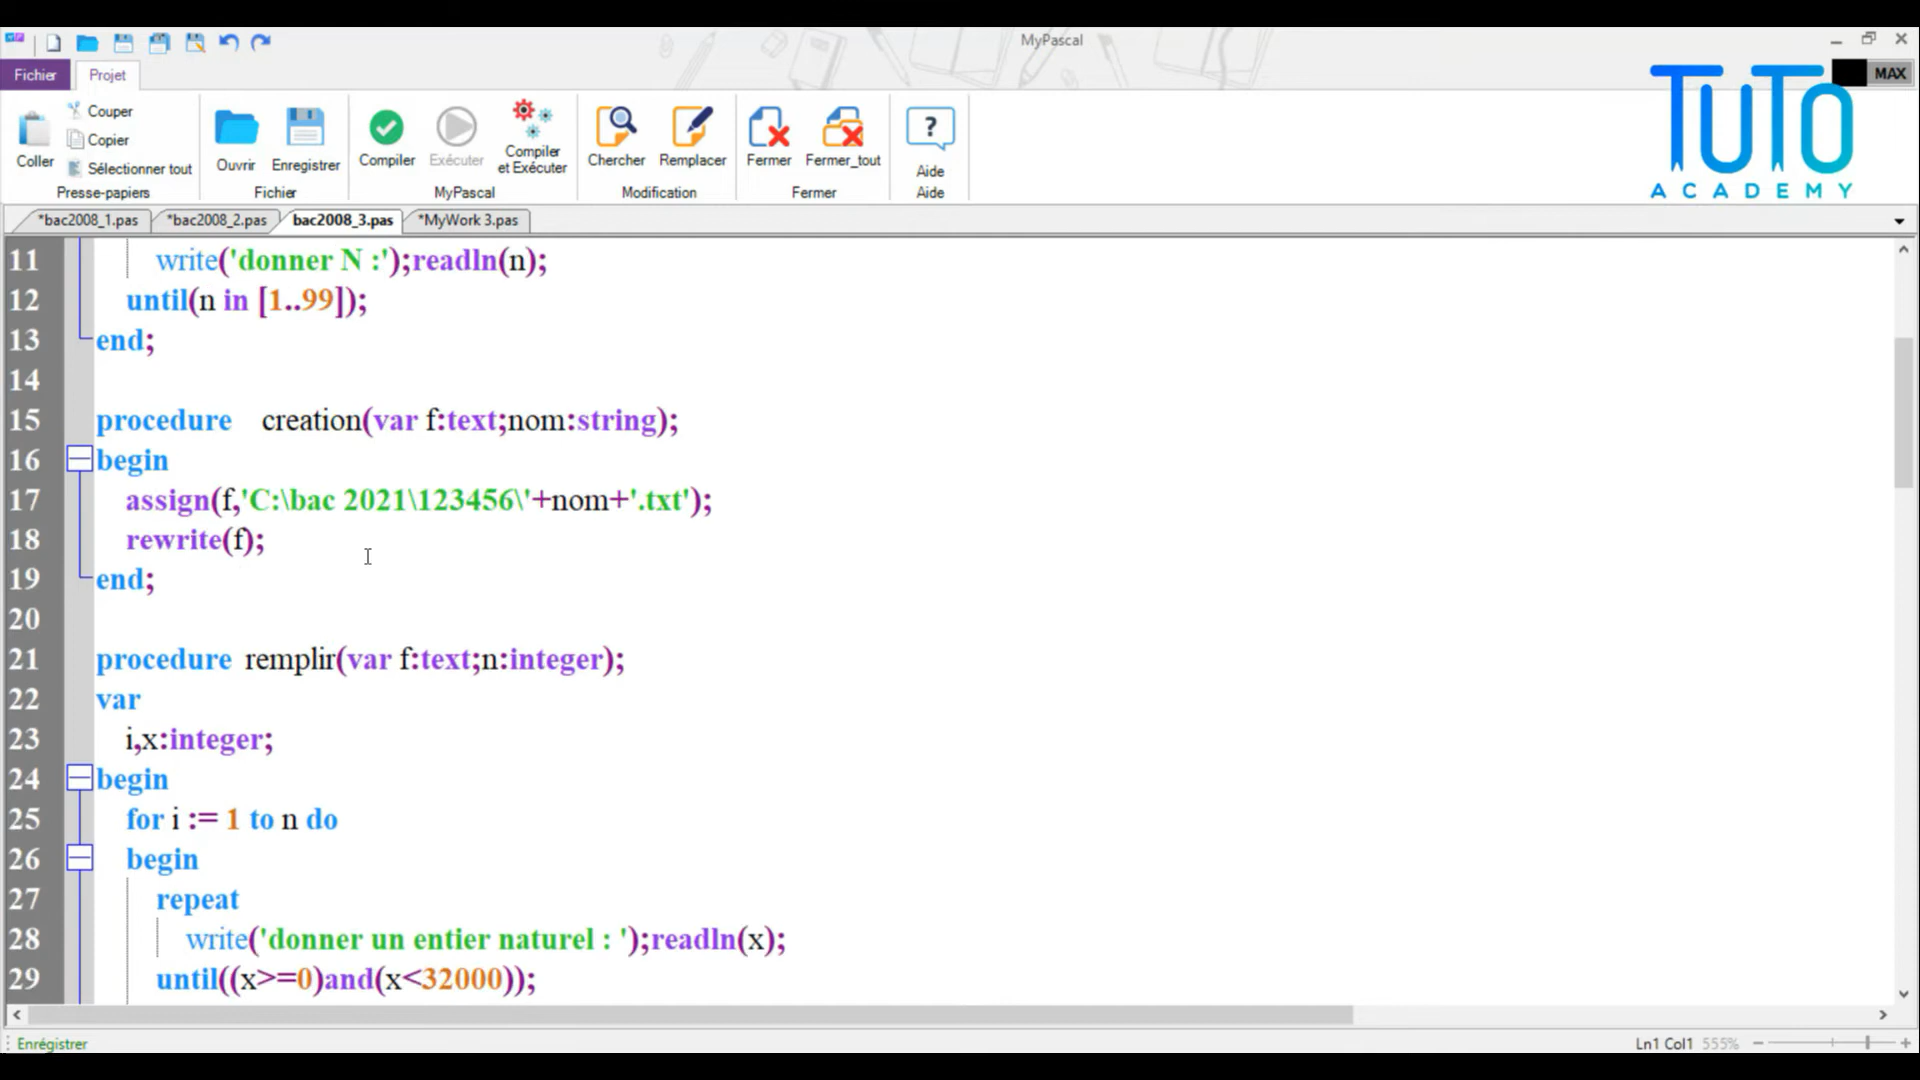 MyPascal
Fichier
Projet
MAX
TUTO
ACADEMY
Coller
Couper
Copier
Sélectionner tout
Presse-papiers
Ouvrir
Enregistrer
Fichier
Compiler
Exécuter
Compiler
et Exécuter
MyPascal
Chercher
Remplacer
Modification
Fermer
Fermer_tout
Fermer
?
Aide
Aide
*bac2008_1.pas
*bac2008_2.pas
bac2008_3.pas
*MyWork 3.pas
11 write('donner N :');readln(n);
12 until(n in [1..99]);
13 end;
14
15 procedure creation(var f:text;nom:string);
16 begin
17 assign(f,'C:\bac 2021\123456\'+nom+'.txt');
18 rewrite(f);
19 end;
20
21 procedure remplir(var f:text;n:integer);
22 var
23 i,x:integer;
24 begin
25 for i := 1 to n do
26 begin
27 repeat
28 write('donner un entier naturel : ');readln(x);
29 until((x>=0)and(x<32000));
Enrégistrer
Ln1 Col1 555%